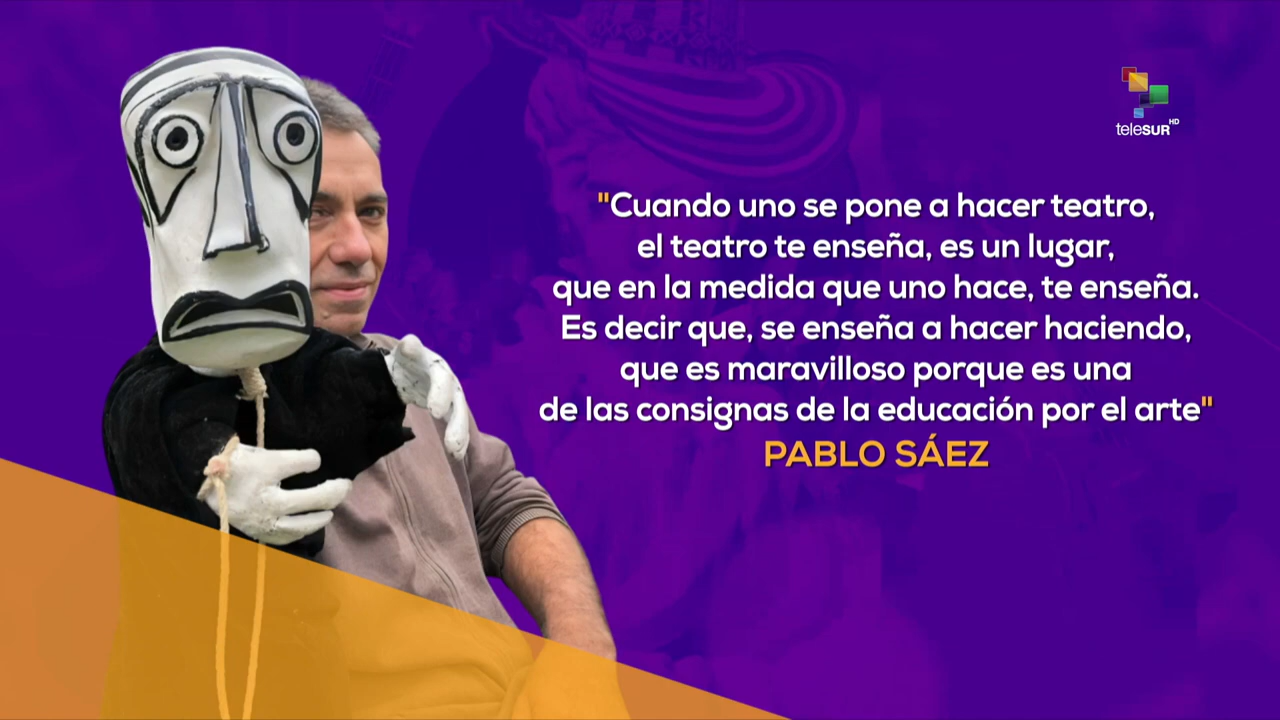 HD
teleSUR
"Cuando uno se pone a hacer teatro,
el teatro te enseña, es un lugar,
que en la medida que uno hace, te enseña.
Es decir que, se enseña a hacer haciendo,
que es maravilloso porque es una
de las consignas de la educación por el arte"
PABLO SÁEZ